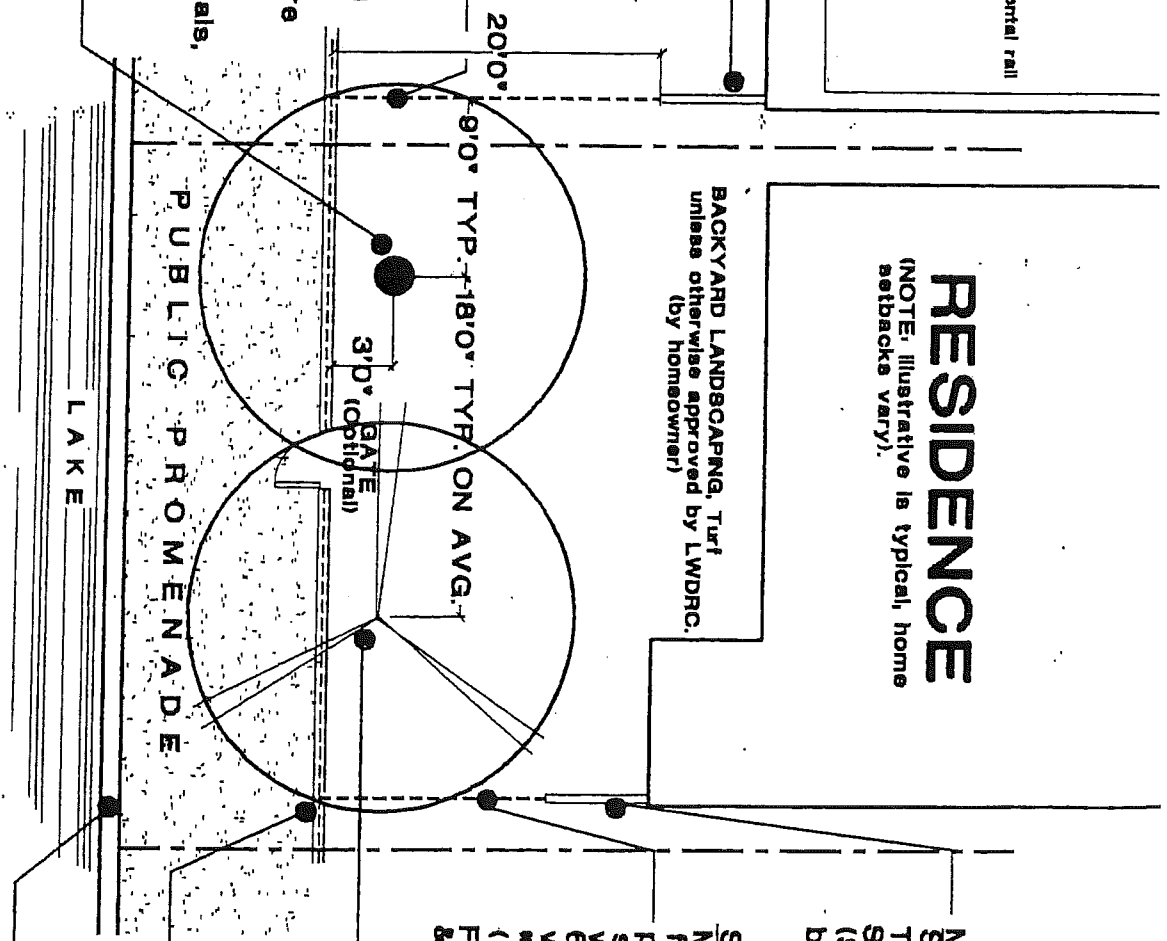 ontal rail
RESIDENCE
(NOTE: Illustrative is typical, home
setbacks vary).
BACKYARD LANDSCAPING, Turf
unless otherwise approved by LWDRC.
(by homeowner)
20'0"
9'0" TYP. 18'0" TYP. ON AVG.
3'0"
GATE
(Optional)
re
als,
PUBLIC PROMENADE
LAKE